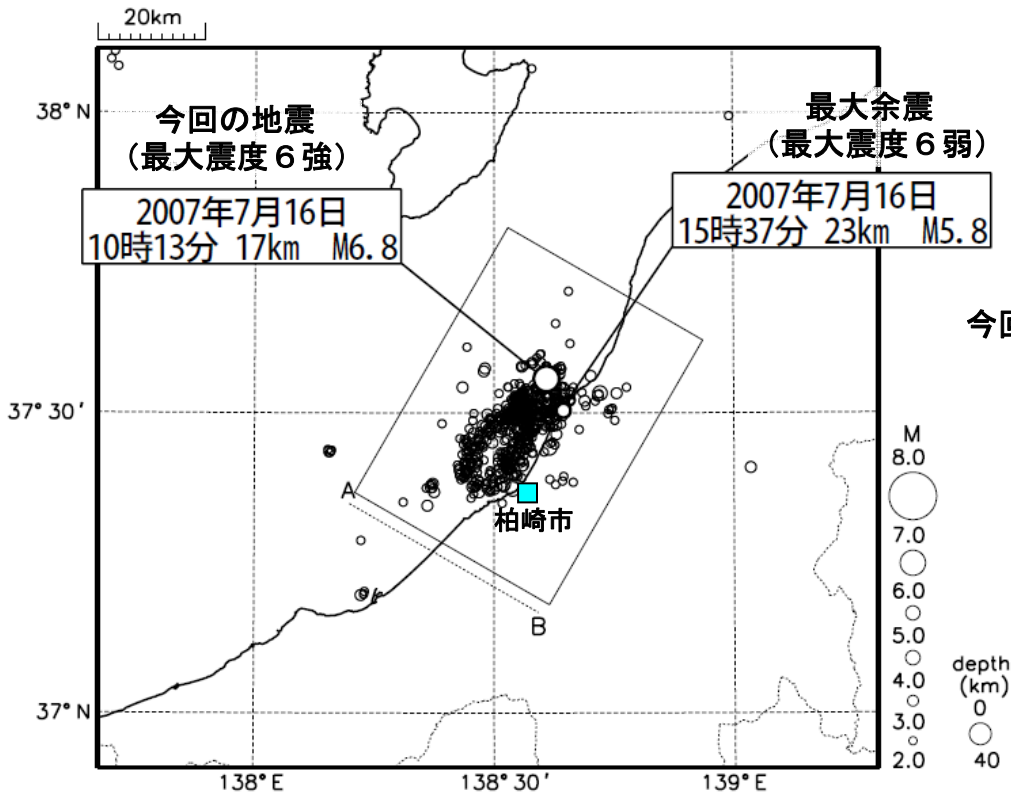 20km
38°N
今回の地震
（最大震度６強）
2007年7月16日
10時13分 17km M6.8
最大余震
（最大震度６弱）
2007年7月16日
15時37分 23km M5.8
今回
37°30′
A
柏崎市
B
37°N
138°E
138°30′
139°E
M
8.0
7.0
6.0
5.0
4.0
3.0
2.0
depth
(km)
0
40